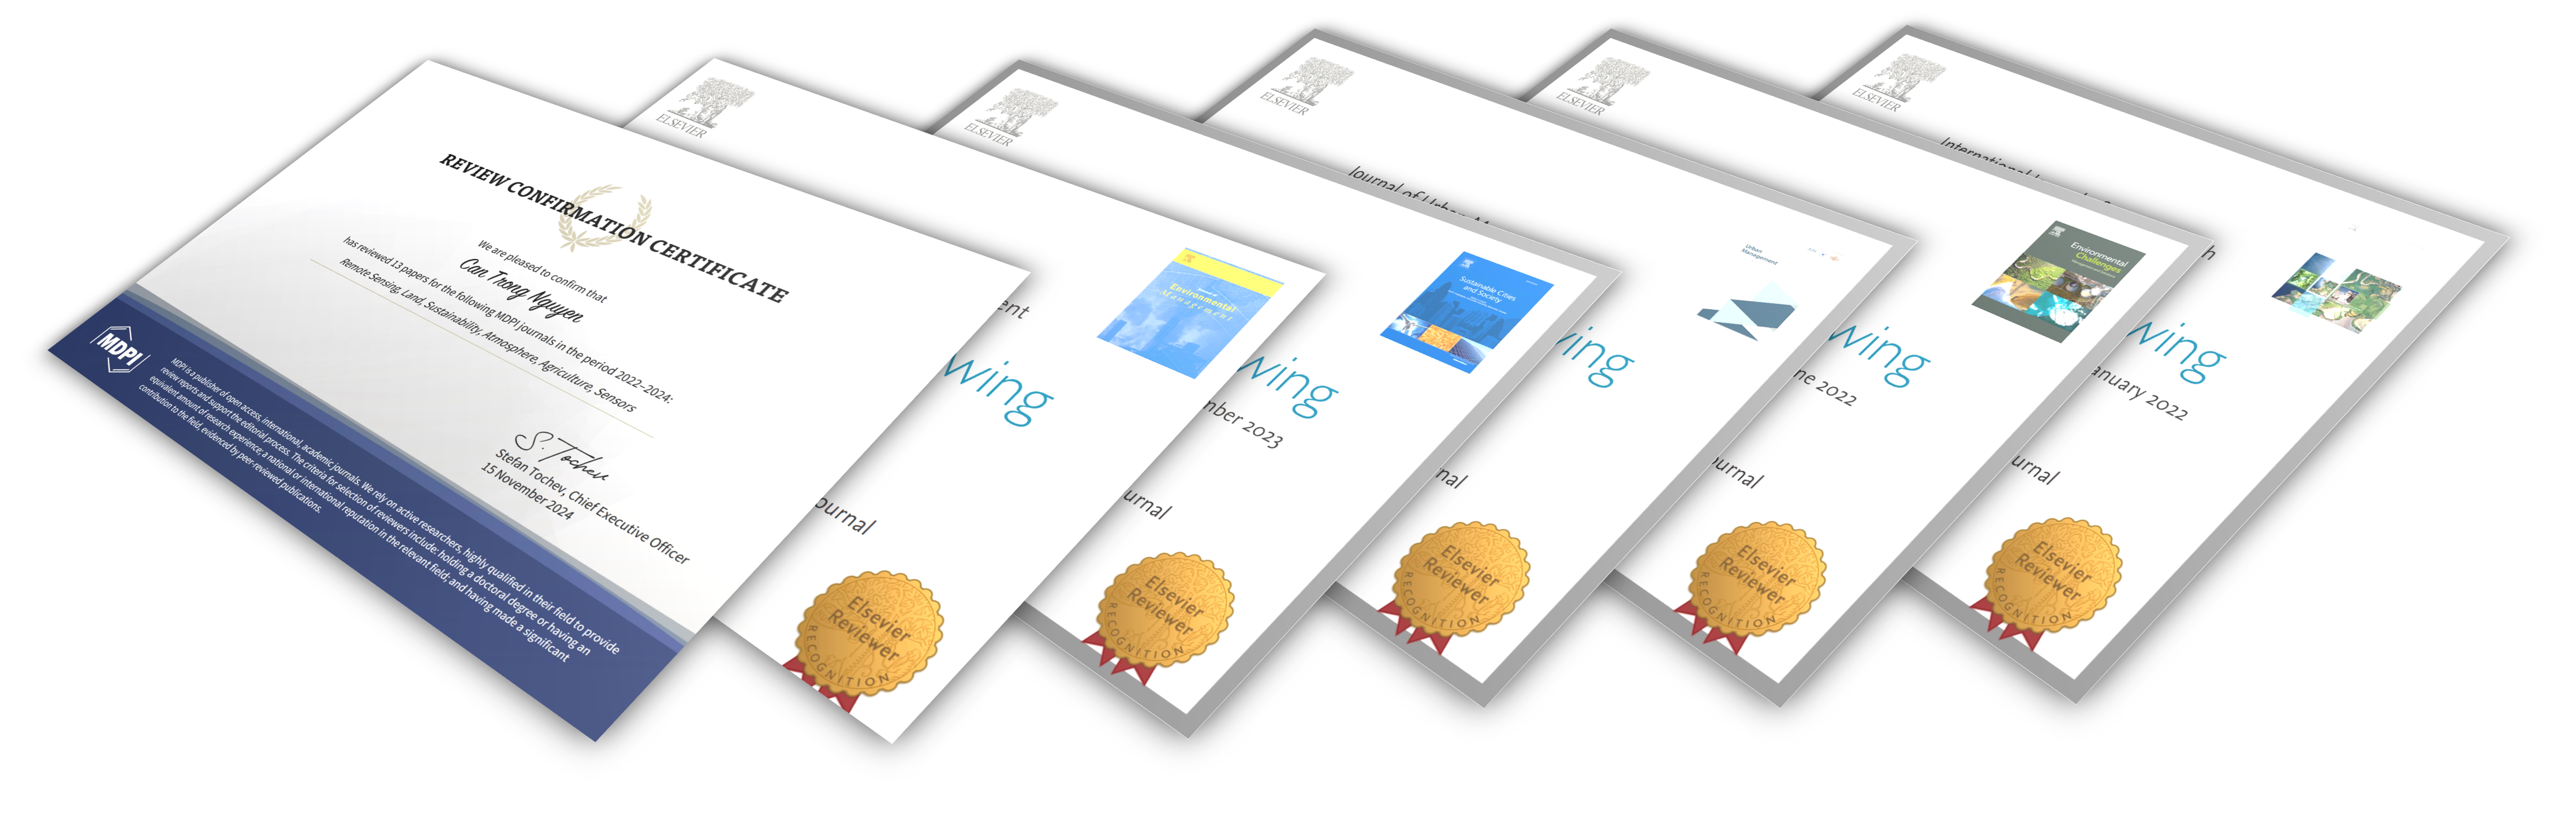 REVIEW CONFIRMATION CERTIFICATE
We are pleased to confirm that
Can Trong Nguyen
has reviewed 13 papers for the following MDPI journals in the period 2022–2024:
Remote Sensing, Land, Sustainability, Atmosphere, Agriculture, Sensors
S. Tochev
Stefan Tochev, Chief Executive Officer
15 November 2024
MDPI
MDPI is a publisher of open access, international, academic journals. We rely on active researchers, highly qualified in their field to provide
review reports and support the editorial process. The criteria for selection of reviewers include: holding a doctoral degree or having an
equivalent amount of research experience; a national or international reputation in the relevant field; and having made a significant
contribution to the field, evidenced by peer-reviewed publications.
ELSEVIER
ent
Environmental
Management
wing
ournal
Elsevier
Reviewer
RECOGNITION
ELSEVIER
Sustainable Cities
and Society
wing
mber 2023
urnal
Elsevier
Reviewer
RECOGNITION
ELSEVIER
Journal of Urban M
Urban
Management
ving
rnal
Elsevier
Reviewer
RECOGNITION
ELSEVIER
Environmental
Challenges
wing
ne 2022
ournal
Elsevier
Reviewer
RECOGNITION
ELSEVIER
International
h
wing
anuary 2022
urnal
Elsevier
Reviewer
RECOGNITION